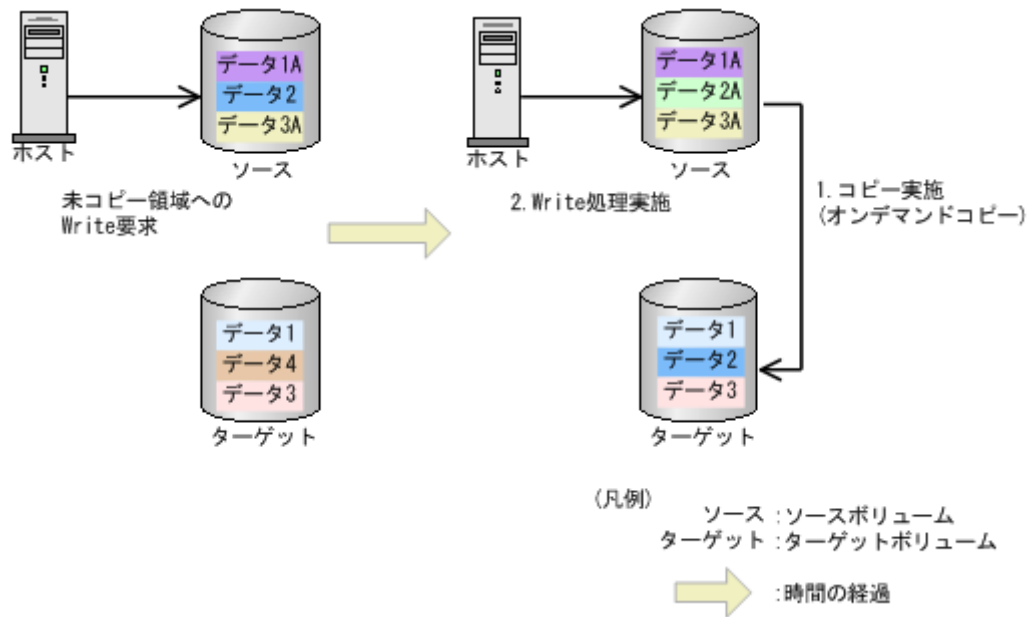 データ1A
データ2
データ3A
ホスト
ソース
未コピー領域への
Write要求
データ1
データ4
データ3
ターゲット
データ1A
データ2A
データ3A
ホスト
ソース
2.Write処理実施
1.コピー実施
(オンデマンドコピー)
データ1
データ2
データ3
ターゲット
(凡例)
ソース :ソースボリューム
ターゲット :ターゲットボリューム
:時間の経過